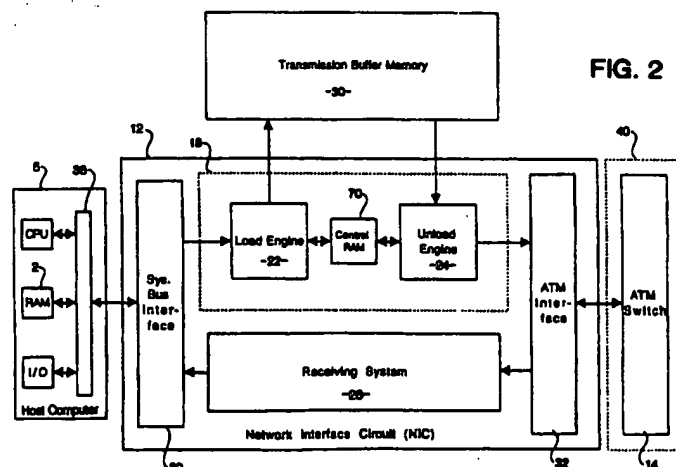 Transmission Buffer Memory
-30-
FIG. 2
12
18
40
5
36
70
CPU
2
RAM
I/O
Host Computer
Sys.
Bus
Inter-
face
Load Engine
-22-
Control
RAM
Unload
Engine
-24-
ATM
Inter-
face
ATM
Switch
Receiving System
Network Interface Circuit (NIC)
32
14